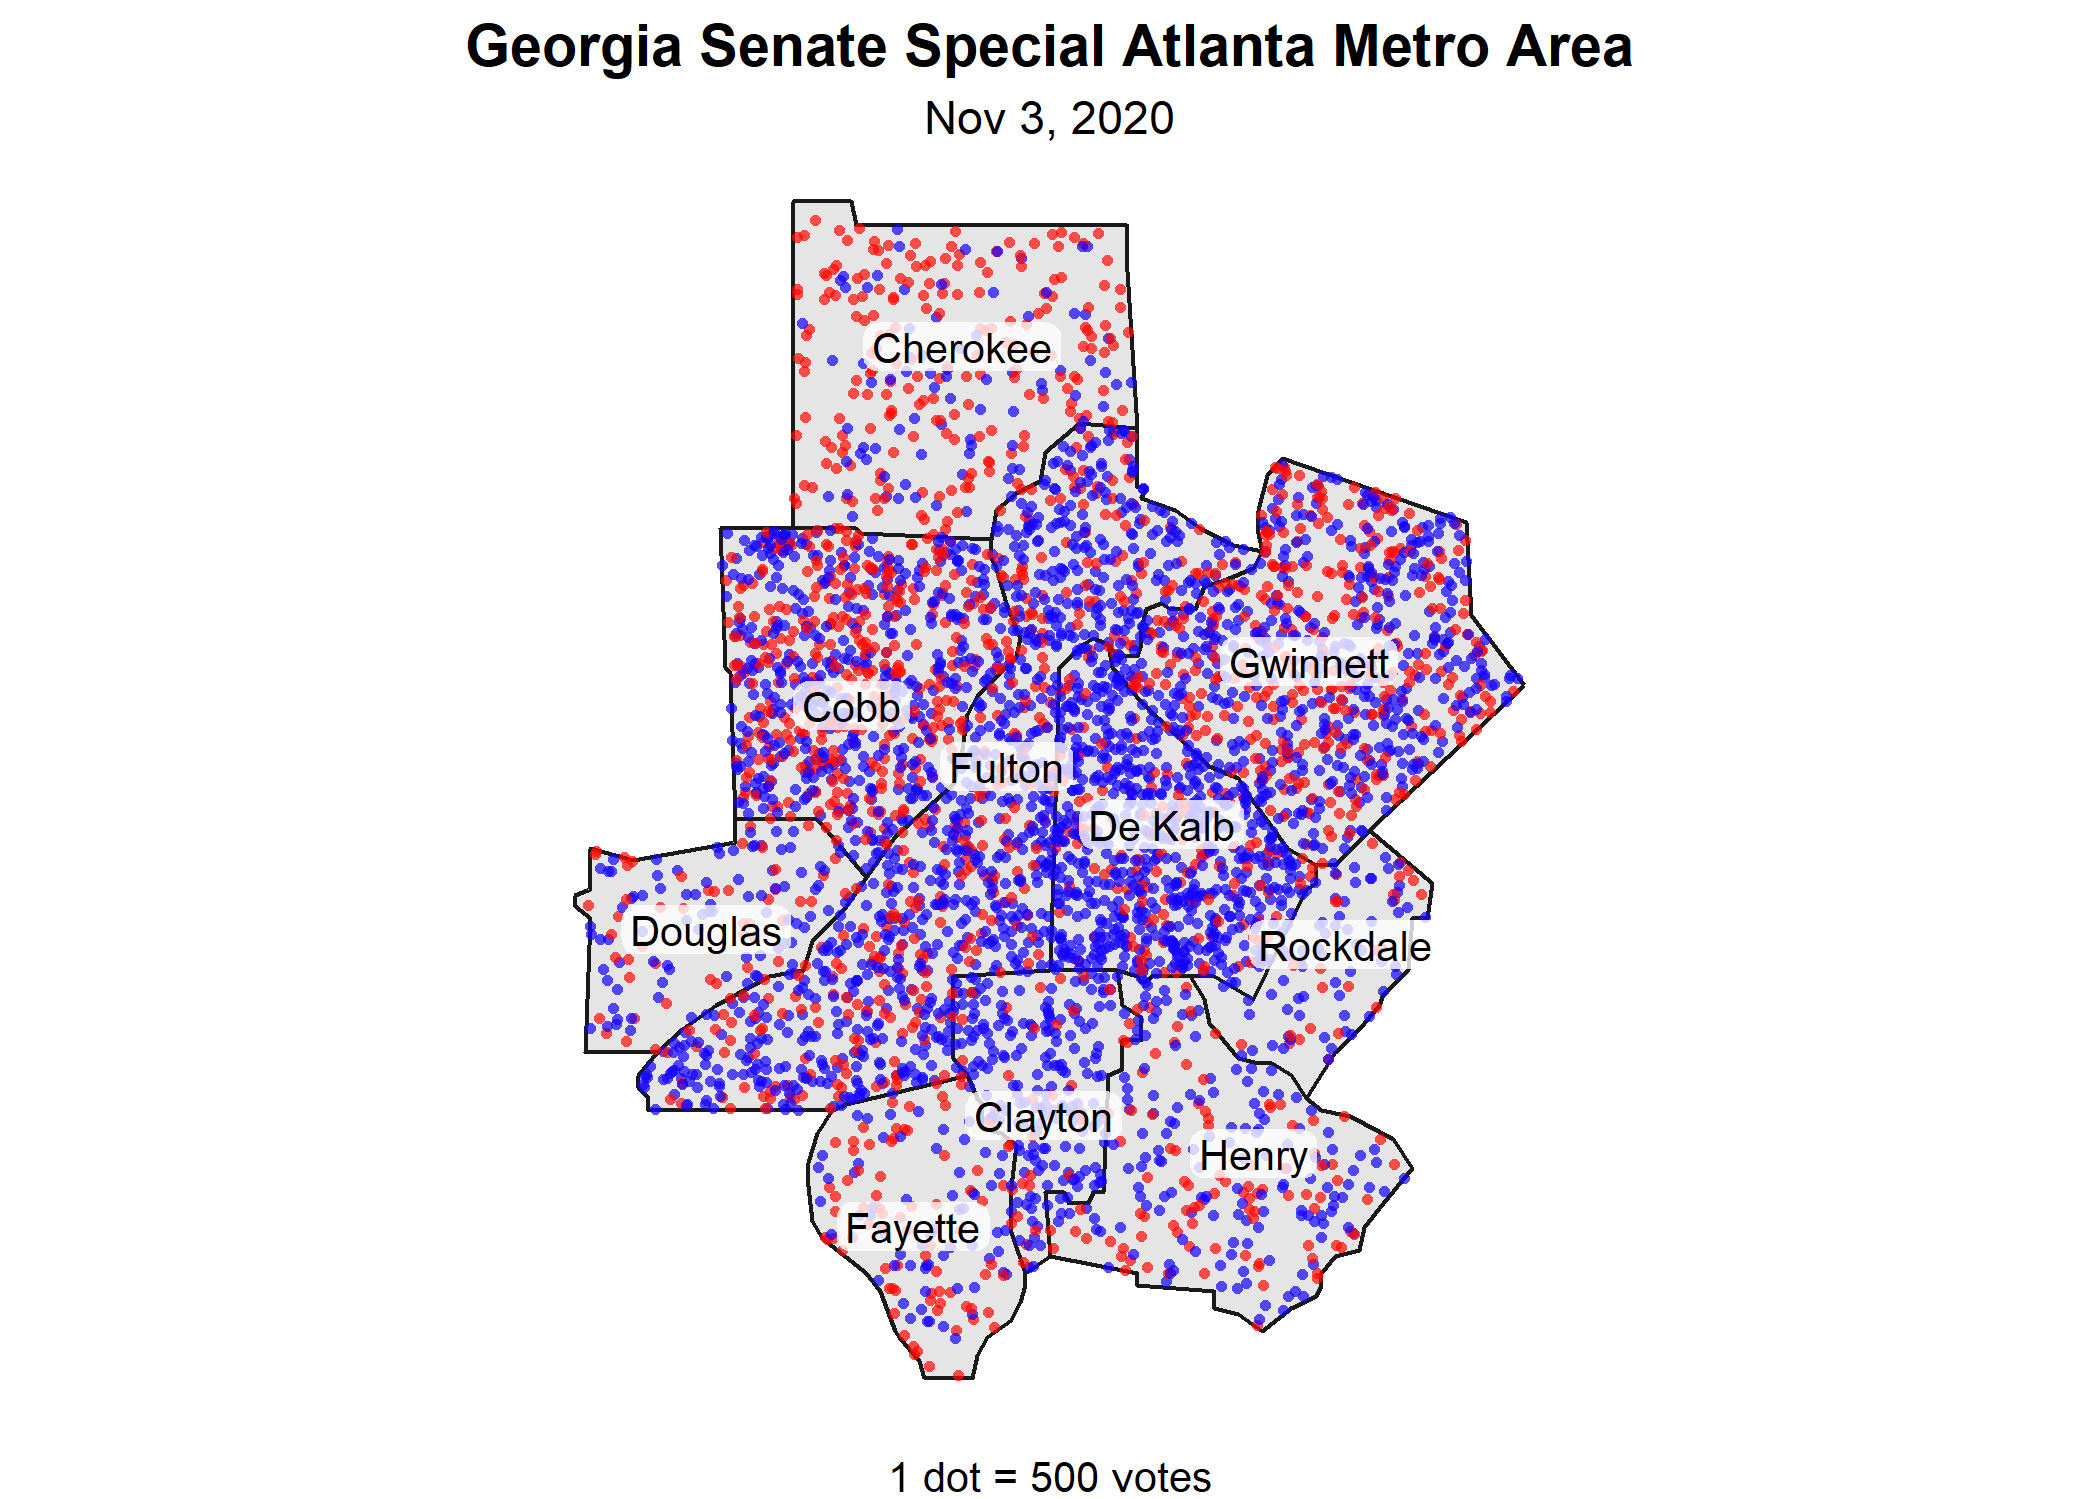 Georgia Senate Special Atlanta Metro Area
Nov 3, 2020
Cherokee
Gwinnett
Cobb
Fulton
De Kalb
Douglas
Rockdale
Clayton
Henry
Fayette
1 dot = 500 votes